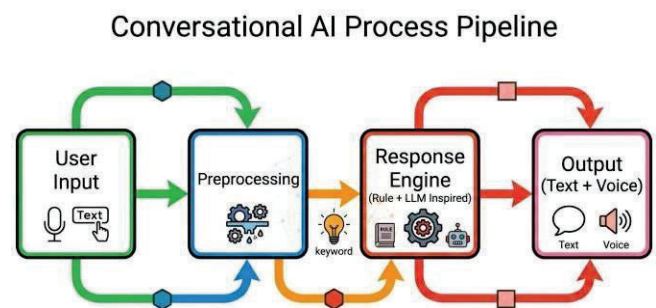 Conversational AI Process Pipeline
User
Input
Text
Preprocessing
keyword
Response
Engine
(Rule + LLM Inspired)
RULE
Output
(Text + Voice)
Text
Voice